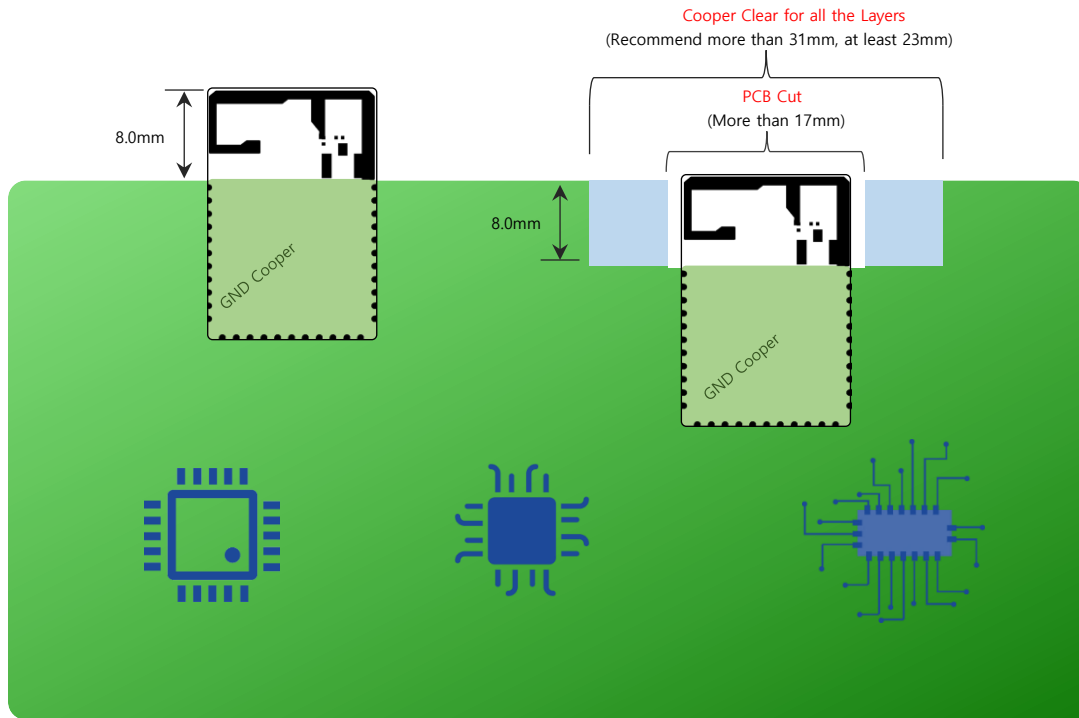 Cooper Clear for all the Layers
(Recommend more than 31mm, at least 23mm)
PCB Cut
(More than 17mm)
8.0mm
8.0mm
GND Cooper
GND Cooper